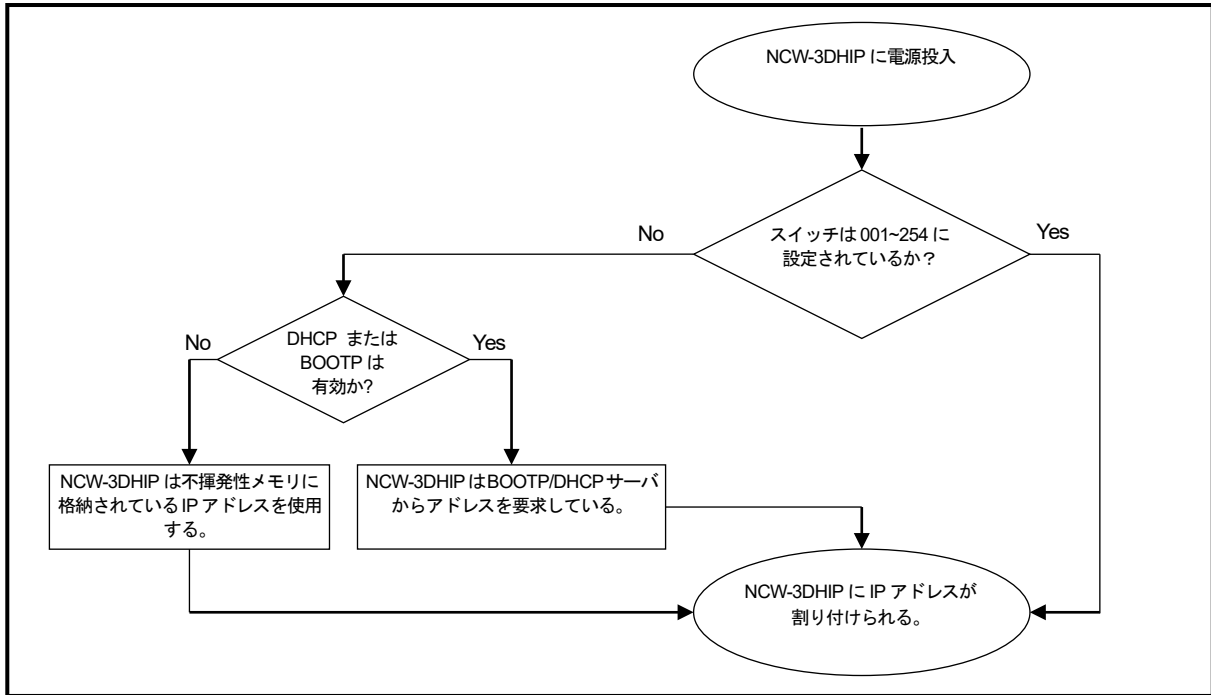 NCW-3DHIP に電源投入
スイッチは 001~254 に
設定されているか？
No
Yes
DHCP または
BOOTP は
有効か?
No
Yes
NCW-3DHIP は不揮発性メモリに
格納されている IP アドレスを使用
する。
NCW-3DHIP はBOOTP/DHCP サーバ
からアドレスを要求している。
NCW-3DHIP に IP アドレスが
割り付けられる。